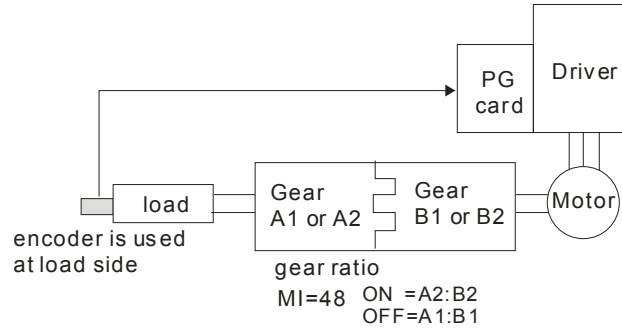 PG
card
Driver
load
Gear
A1 or A2
Gear
B1 or B2
Motor
encoder is used
at load side
gear ratio
MI=48 ON =A2:B2
OFF=A1:B1